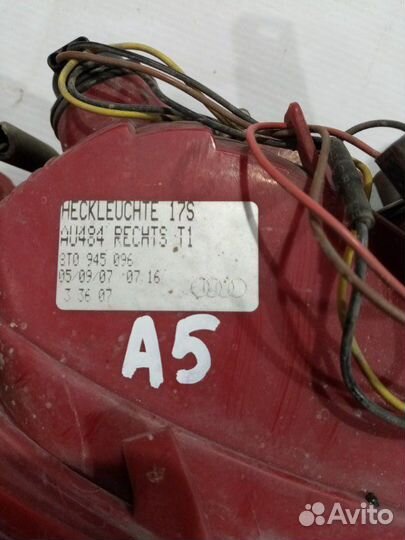 HECKLEUCHTE 17S
AU484 RECHTS T1
8T0 945 096
05/09/07 07 16
3 36 07
A5
Avito